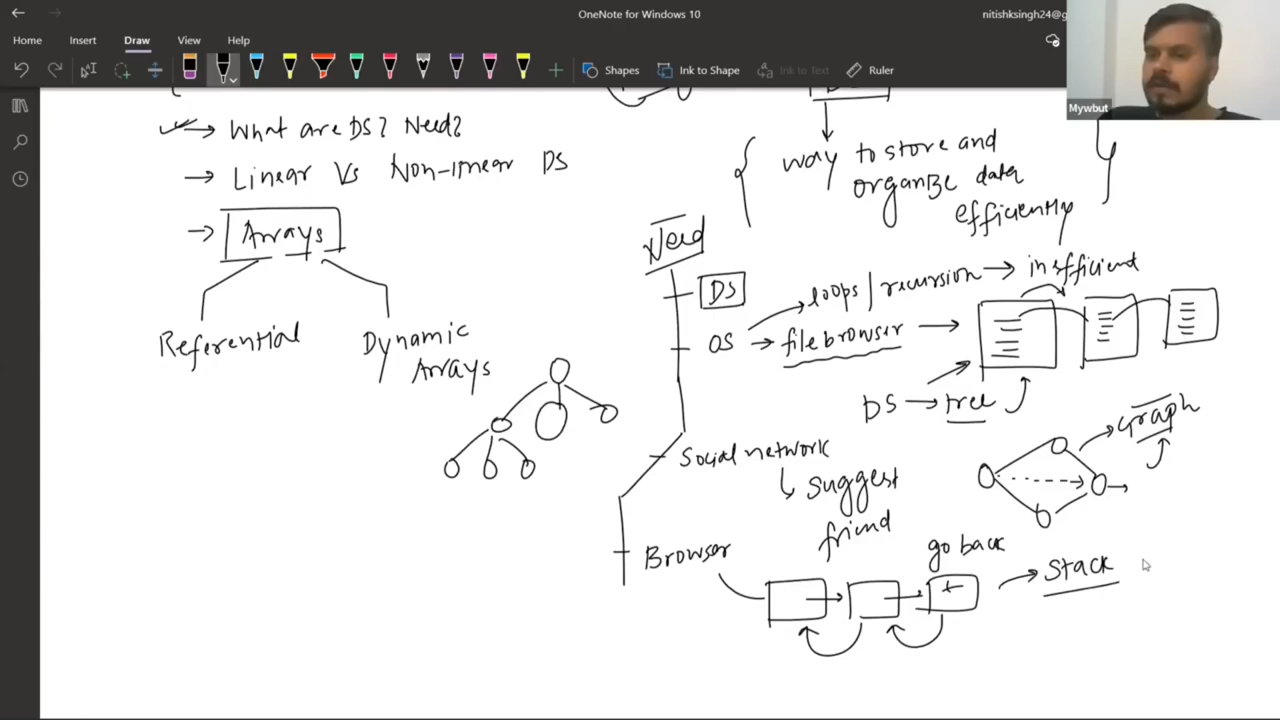 OneNote for Windows 10
nitishksingh24@g
Home Insert Draw View Help
Shapes Ink to Shape Ink to Text Ruler
Mywbut
What are DS? Need?
Linear Vs Non-linear DS
Arrays
Referential
Dynamic
Arrays
way to store and
organize data
efficiently
Need
DS
loops / recursion → inefficient
OS → file browser →
DS → tree
Social network
suggest
friend
Graph
Browser
go back
Stack